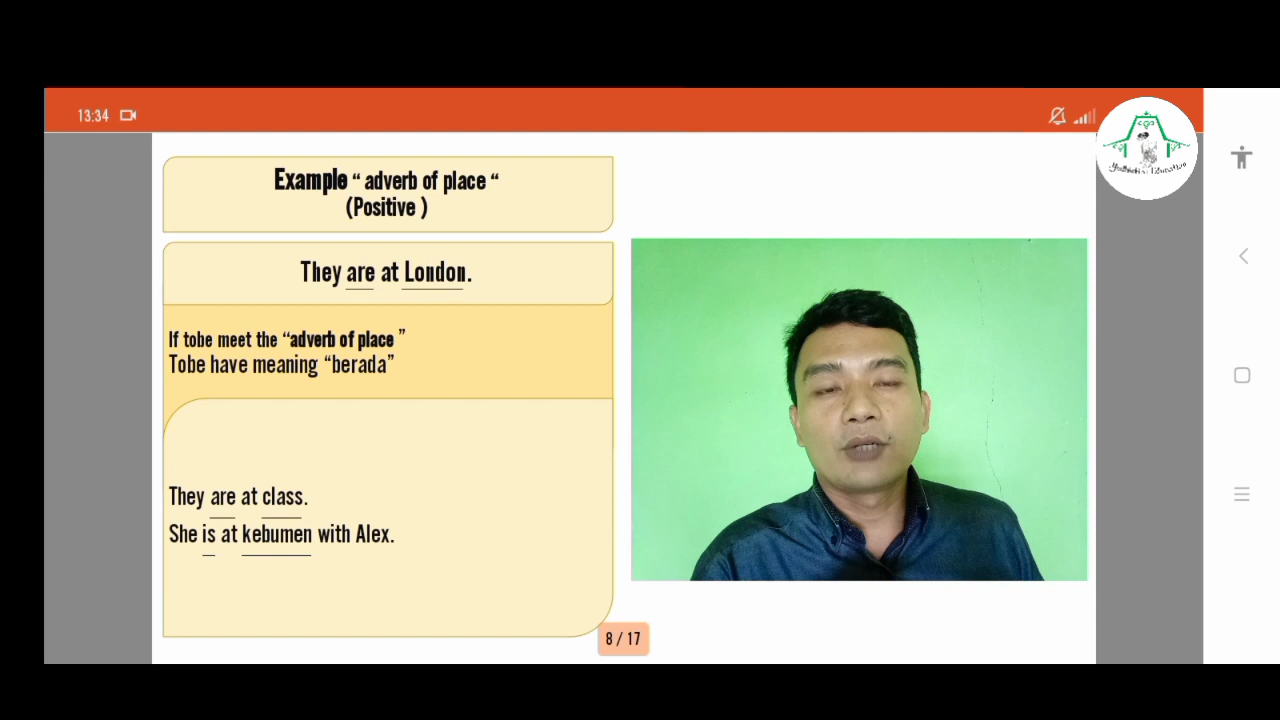 13:34
Example “ adverb of place “
(Positive )
They are at London.
If tobe meet the “adverb of place ”
Tobe have meaning “berada”
They are at class.
She is at kebumen with Alex.
8 / 17